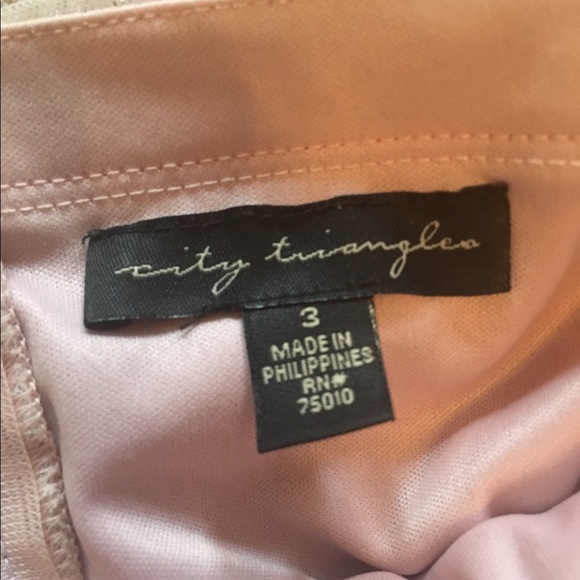 city triangles
3
MADE IN
PHILIPPINES
RN#
75010